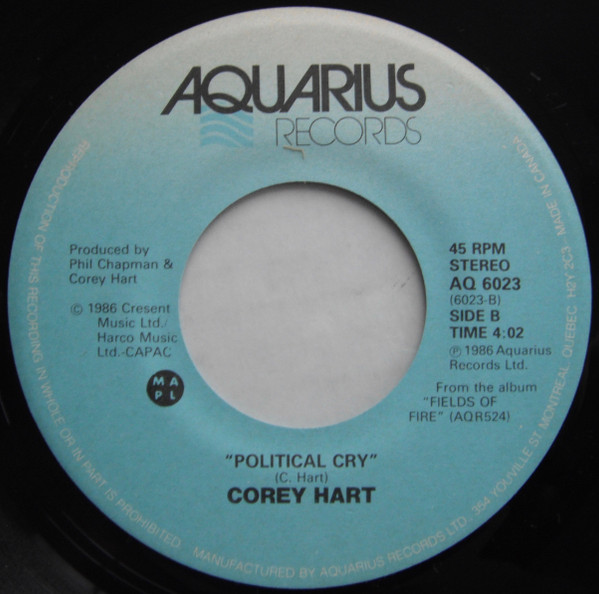 AQUARIUS
RECORDS
Produced by
Phil Chapman &
Corey Hart
© 1986 Cresent
Music Ltd./
Harco Music
Ltd.-CAPAC
M A
P L
45 RPM
STEREO
AQ 6023
(6023-B)
SIDE B
TIME 4:02
℗ 1986 Aquarius
Records Ltd.
From the album
"FIELDS OF
FIRE" (AQR524)
"POLITICAL CRY"
(C. Hart)
COREY HART
REPRODUCTION OF THIS RECORDING IN WHOLE OR IN PART IS PROHIBITED. MANUFACTURED BY AQUARIUS RECORDS LTD., 354 YOUVILLE ST. MONTREAL, QUEBEC. H2Y 2C3 MADE IN CANADA